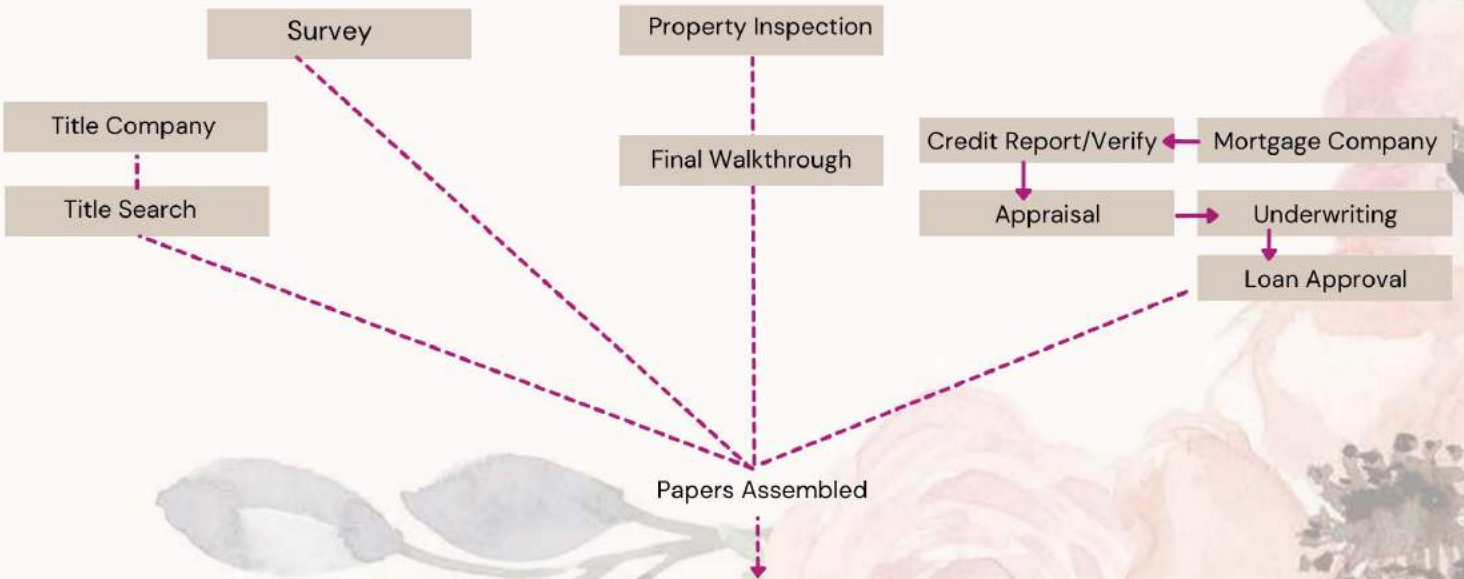 Survey
Property Inspection
Title Company
Final Walkthrough
Credit Report/Verify
Mortgage Company
Title Search
Appraisal
Underwriting
Loan Approval
Papers Assembled